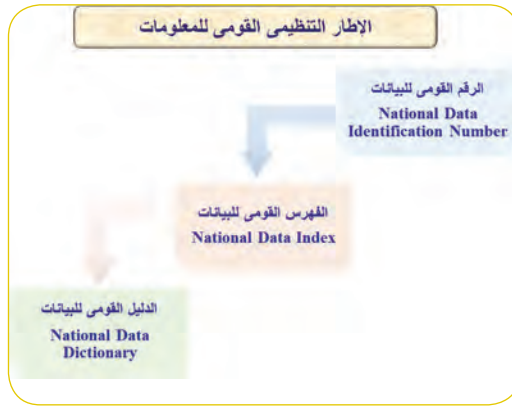 الإطار التنظيمى القومى للمعلومات
الرقم القومى للبيانات
National Data
Identification Number
الفهرس القومى للبيانات
National Data Index
الدليل القومى للبيانات
National Data
Dictionary